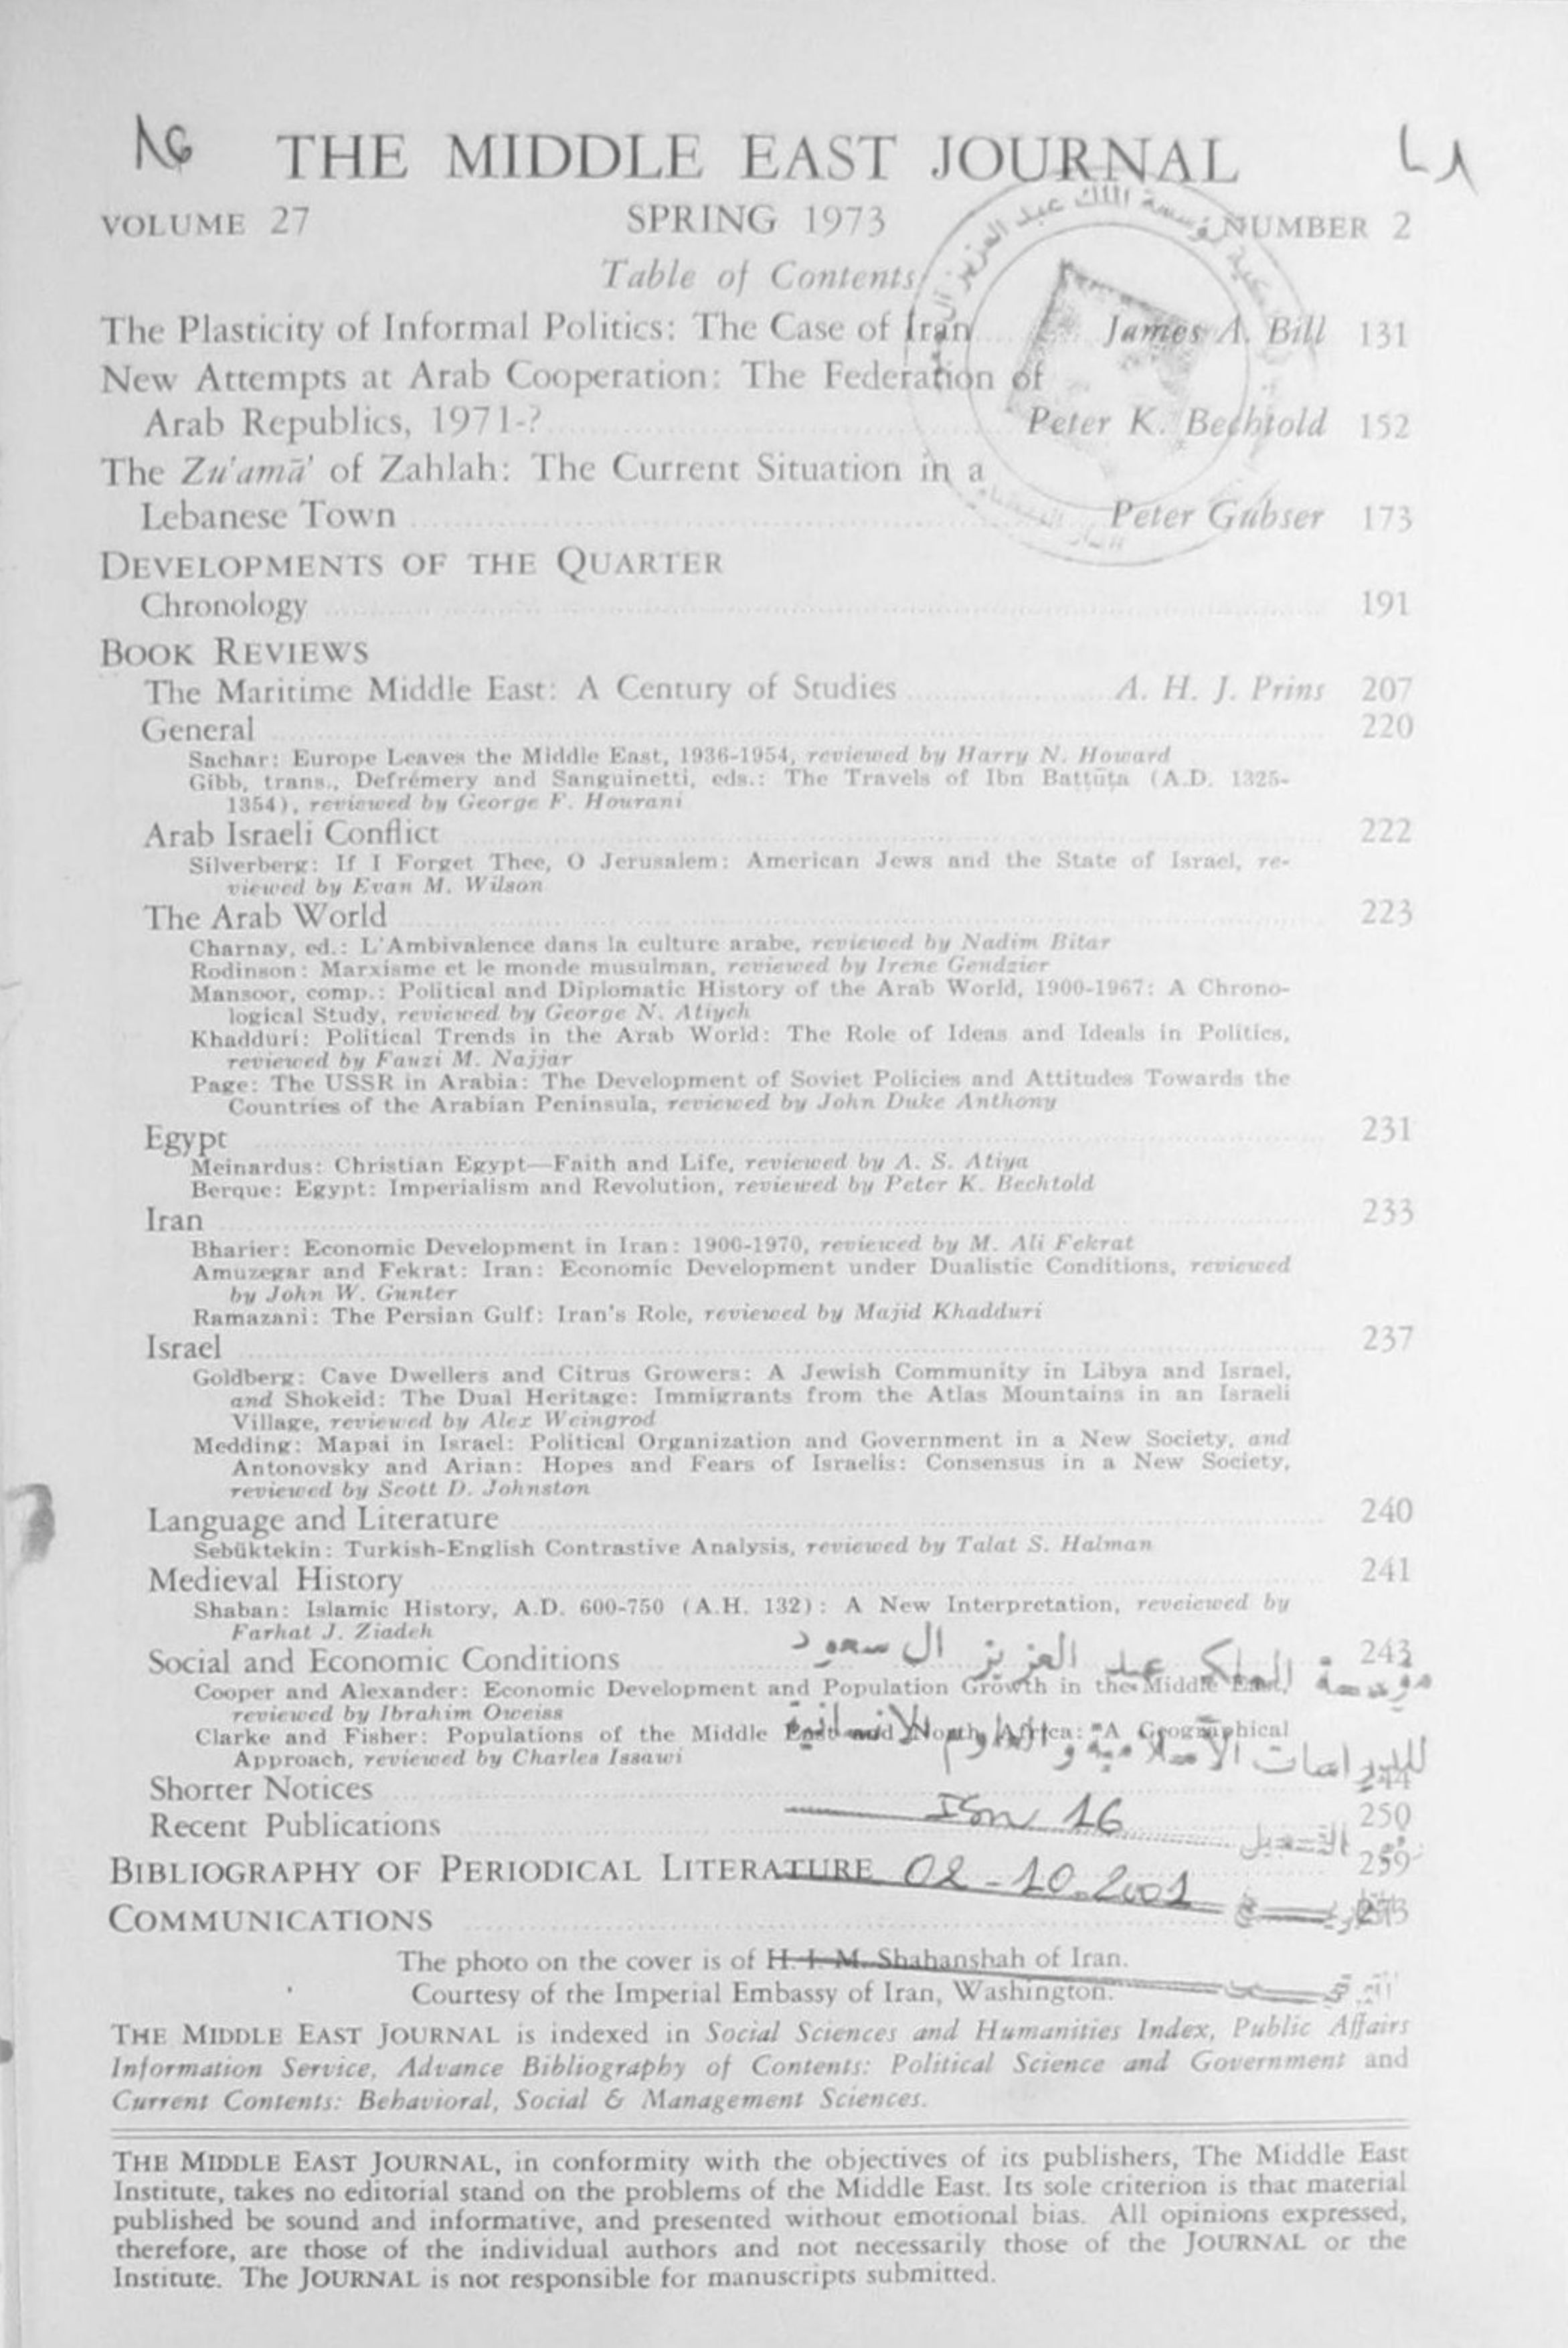 THE MIDDLE EAST JOURNAL
VOLUME 27 SPRING 1973 NUMBER 2
Table of Contents
The Plasticity of Informal Politics: The Case of Iran James A. Bill 131
New Attempts at Arab Cooperation: The Federation of
Arab Republics, 1971-? Peter K. Bechtold 152
The Zu'amā' of Zahlah: The Current Situation in a
Lebanese Town Peter Gubser 173
DEVELOPMENTS OF THE QUARTER
Chronology 191
BOOK REVIEWS
The Maritime Middle East: A Century of Studies A. H. J. Prins 207
General 220
Sachar: Europe Leaves the Middle East, 1936-1954, reviewed by Harry N. Howard
Gibb, trans., Defrémery and Sanguinetti, eds.: The Travels of Ibn Battūṭa (A.D. 1325-
1354), reviewed by George F. Hourani
Arab Israeli Conflict 222
Silverberg: If I Forget Thee, O Jerusalem: American Jews and the State of Israel, re-
viewed by Evan M. Wilson
The Arab World 223
Charnay, ed.: L'Ambivalence dans la culture arabe, reviewed by Nadim Bitar
Rodinson: Marxisme et le monde musulman, reviewed by Irene Gendzier
Mansoor, comp.: Political and Diplomatic History of the Arab World, 1900-1967: A Chrono-
logical Study, reviewed by George N. Atiyeh
Khadduri: Political Trends in the Arab World: The Role of Ideas and Ideals in Politics,
reviewed by Fauzi M. Najjar
Page: The USSR in Arabia: The Development of Soviet Policies and Attitudes Towards the
Countries of the Arabian Peninsula, reviewed by John Duke Anthony
Egypt 231
Meinardus: Christian Egypt—Faith and Life, reviewed by A. S. Atiya
Berque: Egypt: Imperialism and Revolution, reviewed by Peter K. Bechtold
Iran 233
Bharier: Economic Development in Iran: 1900-1970, reviewed by M. Ali Fekrat
Amuzegar and Fekrat: Iran: Economic Development under Dualistic Conditions, reviewed
by John W. Gunter
Ramazani: The Persian Gulf: Iran's Role, reviewed by Majid Khadduri
Israel 237
Goldberg: Cave Dwellers and Citrus Growers: A Jewish Community in Libya and Israel,
and Shokeid: The Dual Heritage: Immigrants from the Atlas Mountains in an Israeli
Village, reviewed by Alex Weingrod
Medding: Mapai in Israel: Political Organization and Government in a New Society, and
Antonovsky and Arian: Hopes and Fears of Israelis: Consensus in a New Society,
reviewed by Scott D. Johnston
Language and Literature 240
Sebüktekin: Turkish-English Contrastive Analysis, reviewed by Talat S. Halman
Medieval History 241
Shaban: Islamic History, A.D. 600-750 (A.H. 132): A New Interpretation, reveiewed by
Farhat J. Ziadeh
Social and Economic Conditions 243
مؤسسة الملك عبد العزيز ال سعود
Cooper and Alexander: Economic Development and Population Growth in the Middle East,
reviewed by Ibrahim Oweiss
للدراسات الاسلامية و العلوم الانسانية
Clarke and Fisher: Populations of the Middle East and North Africa: A Geographical
Approach, reviewed by Charles Issawi
Shorter Notices
Recent Publications 250
16
BIBLIOGRAPHY OF PERIODICAL LITERATURE 259
02-10.2001
COMMUNICATIONS
The photo on the cover is of H. I. M. Shahanshah of Iran.
Courtesy of the Imperial Embassy of Iran, Washington.
THE MIDDLE EAST JOURNAL is indexed in Social Sciences and Humanities Index, Public Affairs
Information Service, Advance Bibliography of Contents: Political Science and Government and
Current Contents: Behavioral, Social & Management Sciences.
THE MIDDLE EAST JOURNAL, in conformity with the objectives of its publishers, The Middle East
Institute, takes no editorial stand on the problems of the Middle East. Its sole criterion is that material
published be sound and informative, and presented without emotional bias. All opinions expressed,
therefore, are those of the individual authors and not necessarily those of the JOURNAL or the
Institute. The JOURNAL is not responsible for manuscripts submitted.